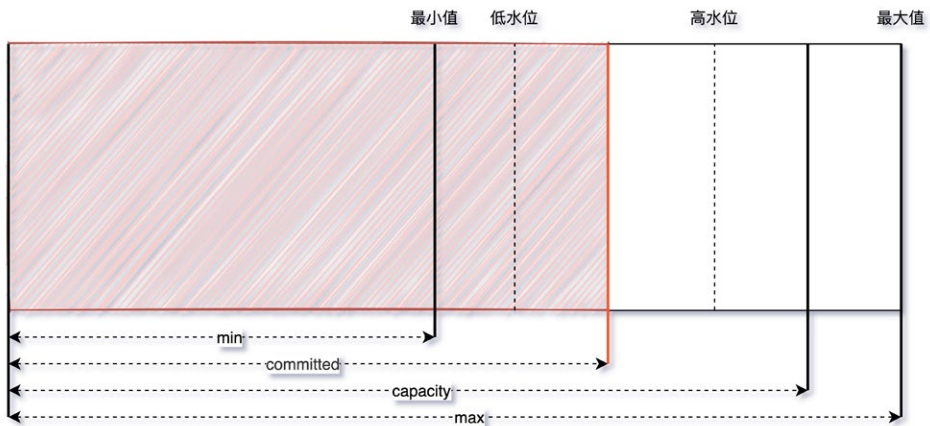 最小值 低水位 高水位 最大值
min
committed
capacity
max